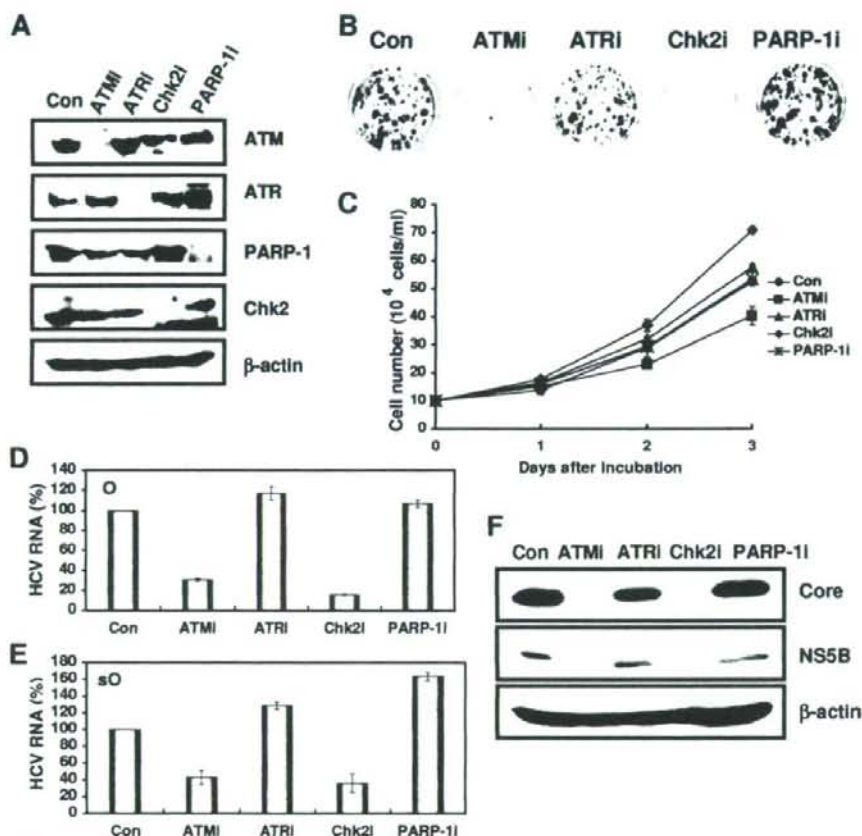 A
Con
ATMi
ATRi
Chk2i
PARP-1i
ATM
ATR
PARP-1
Chk2
β-actin
B
Con ATMi ATRi Chk2i PARP-1i
C
Cell number (10^4 cells/ml)
80
70
60
50
40
30
20
10
0 1 2 3
Days after incubation
Con
ATMi
ATRi
Chk2i
PARP-1i
D
O
HCV RNA (%)
140
120
100
80
60
40
20
0
Con ATMi ATRi Chk2i PARP-1i
E
sO
HCV RNA (%)
180
160
140
120
100
80
60
40
20
0
Con ATMi ATRi Chk2i PARP-1i
F
Con ATMi ATRi Chk2i PARP-1i
Core
NS5B
β-actin